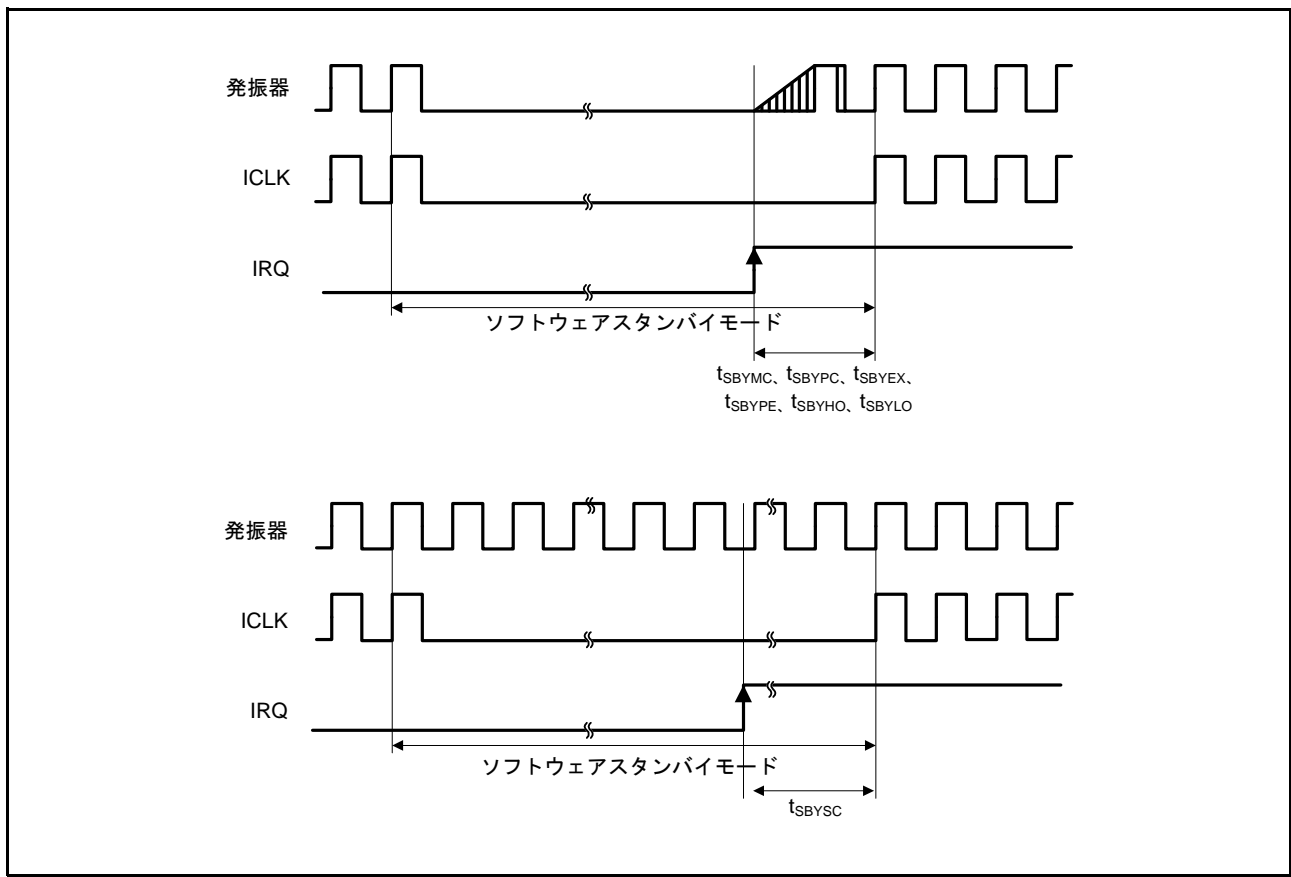 発振器
ICLK
IRQ
ソフトウェアスタンバイモード
tSBYMC、tSBYPC、tSBYEX、
tSBYPE、tSBYHO、tSBYLO
発振器
ICLK
IRQ
ソフトウェアスタンバイモード
tSBYSC